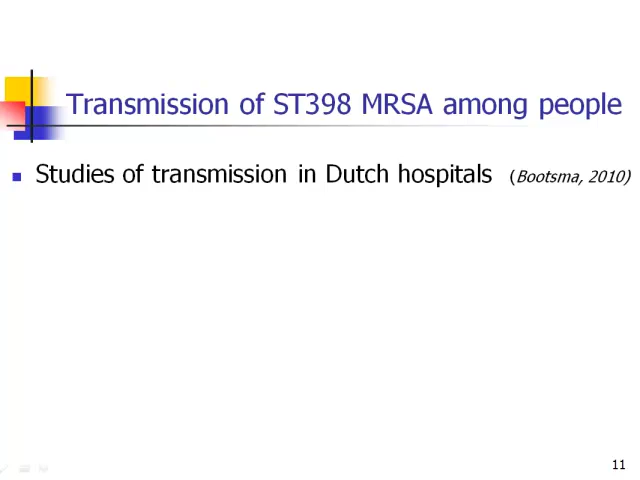 Transmission of ST398 MRSA among people
Studies of transmission in Dutch hospitals (Bootsma, 2010)
11